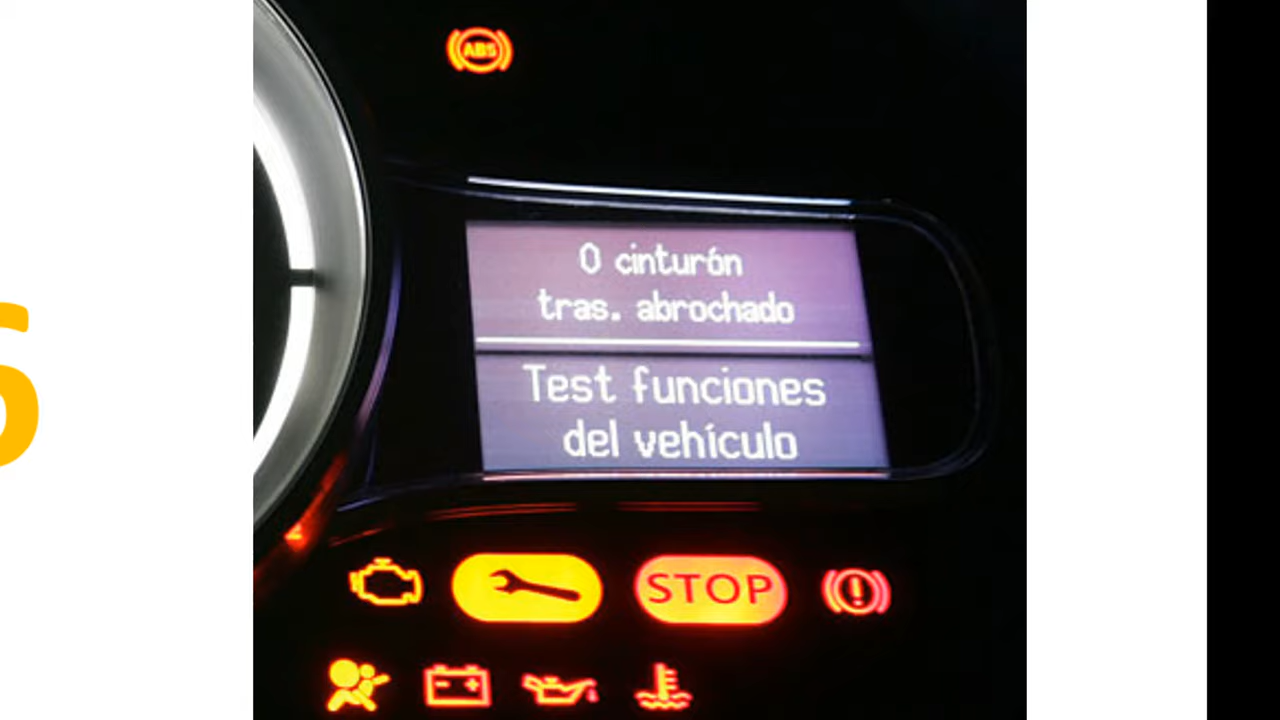 ABS
0 cinturón
tras. abrochado
Test funciones
del vehículo
STOP